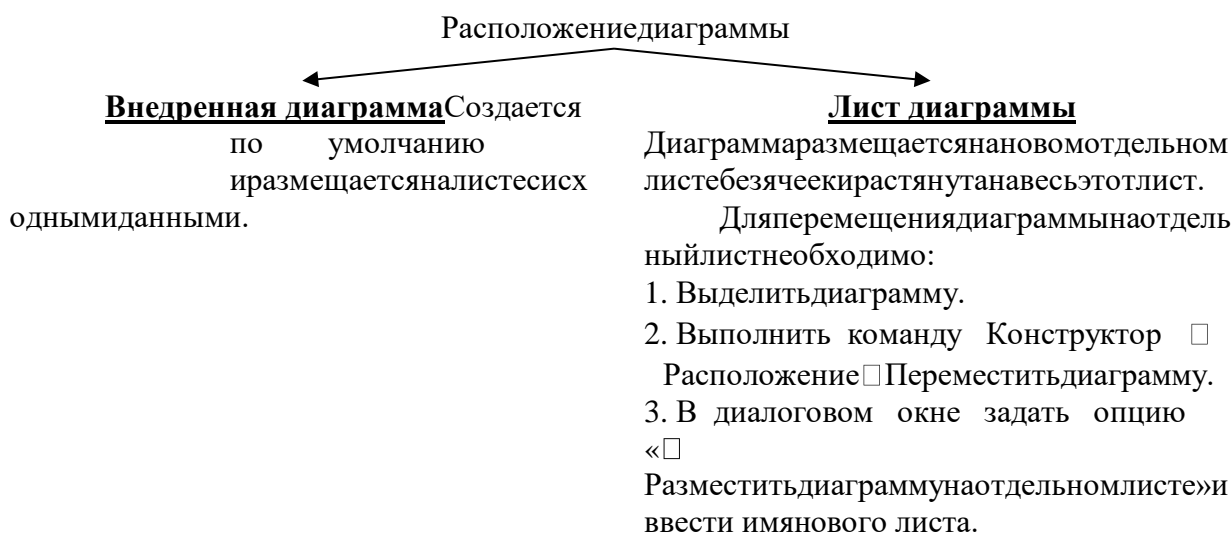 Расположениедиаграммы
Внедренная диаграммаСоздается
по умолчанию
иразмещаетсяналистесисх
однымиданными.
Лист диаграммы
Диаграммаразмещаетсянановомотдельном
листебезячеекирастянутанавесьэтотлист.
Дляперемещениядиаграммынаотдель
ныйлистнеобходимо:
1. Выделитьдиаграмму.
2. Выполнить команду Конструктор □
Расположение□Переместитьдиаграмму.
3. В диалоговом окне задать опцию
«□
Разместитьдиаграммунаотдельномлисте»и
ввести имянового листа.